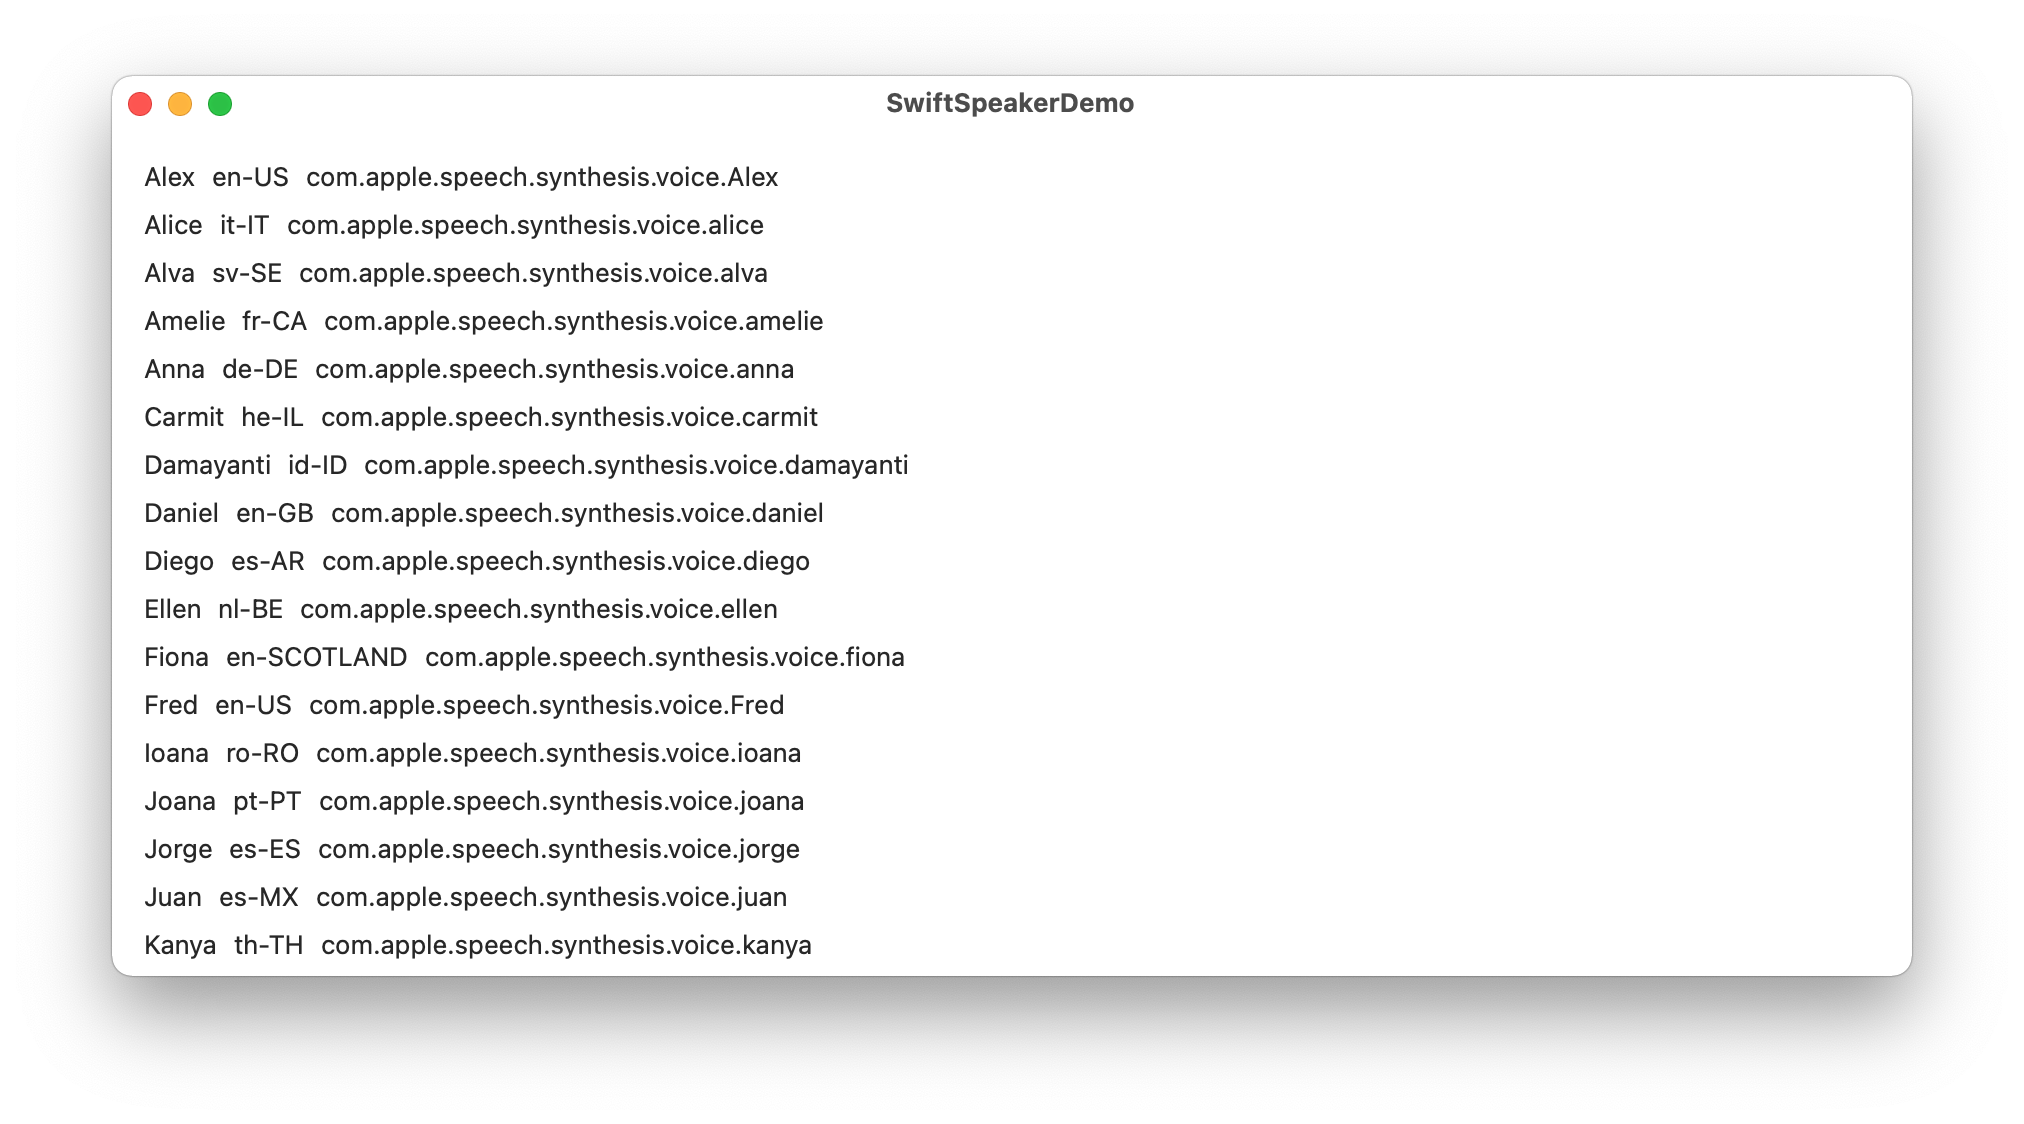 SwiftSpeakerDemo
Alex en-US com.apple.speech.synthesis.voice.Alex
Alice it-IT com.apple.speech.synthesis.voice.alice
Alva sv-SE com.apple.speech.synthesis.voice.alva
Amelie fr-CA com.apple.speech.synthesis.voice.amelie
Anna de-DE com.apple.speech.synthesis.voice.anna
Carmit he-IL com.apple.speech.synthesis.voice.carmit
Damayanti id-ID com.apple.speech.synthesis.voice.damayanti
Daniel en-GB com.apple.speech.synthesis.voice.daniel
Diego es-AR com.apple.speech.synthesis.voice.diego
Ellen nl-BE com.apple.speech.synthesis.voice.ellen
Fiona en-SCOTLAND com.apple.speech.synthesis.voice.fiona
Fred en-US com.apple.speech.synthesis.voice.Fred
Ioana ro-RO com.apple.speech.synthesis.voice.ioana
Joana pt-PT com.apple.speech.synthesis.voice.joana
Jorge es-ES com.apple.speech.synthesis.voice.jorge
Juan es-MX com.apple.speech.synthesis.voice.juan
Kanya th-TH com.apple.speech.synthesis.voice.kanya